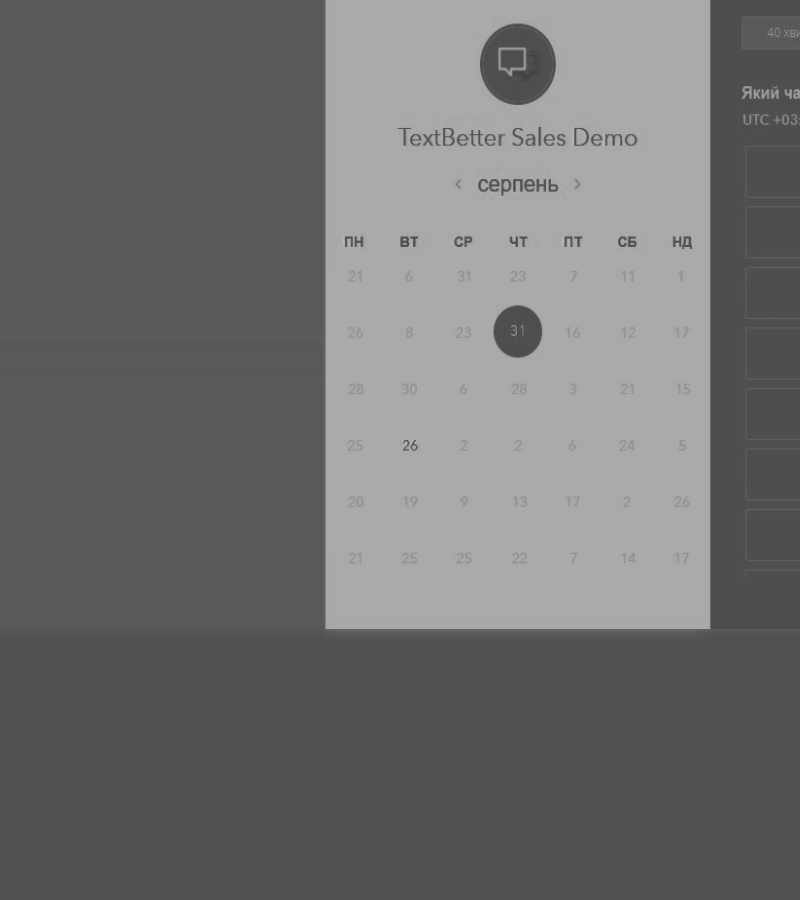 TextBetter Sales Demo
‹ серпень ›
ПН ВТ СР ЧТ ПТ СБ НД
21 6 31 23 7 11 1
26 8 23 31 16 12 17
28 30 6 28 3 21 15
25 26 2 2 6 24 5
20 19 9 13 17 2 26
21 25 25 22 7 14 17
40 хви
Який ча
UTC +03: